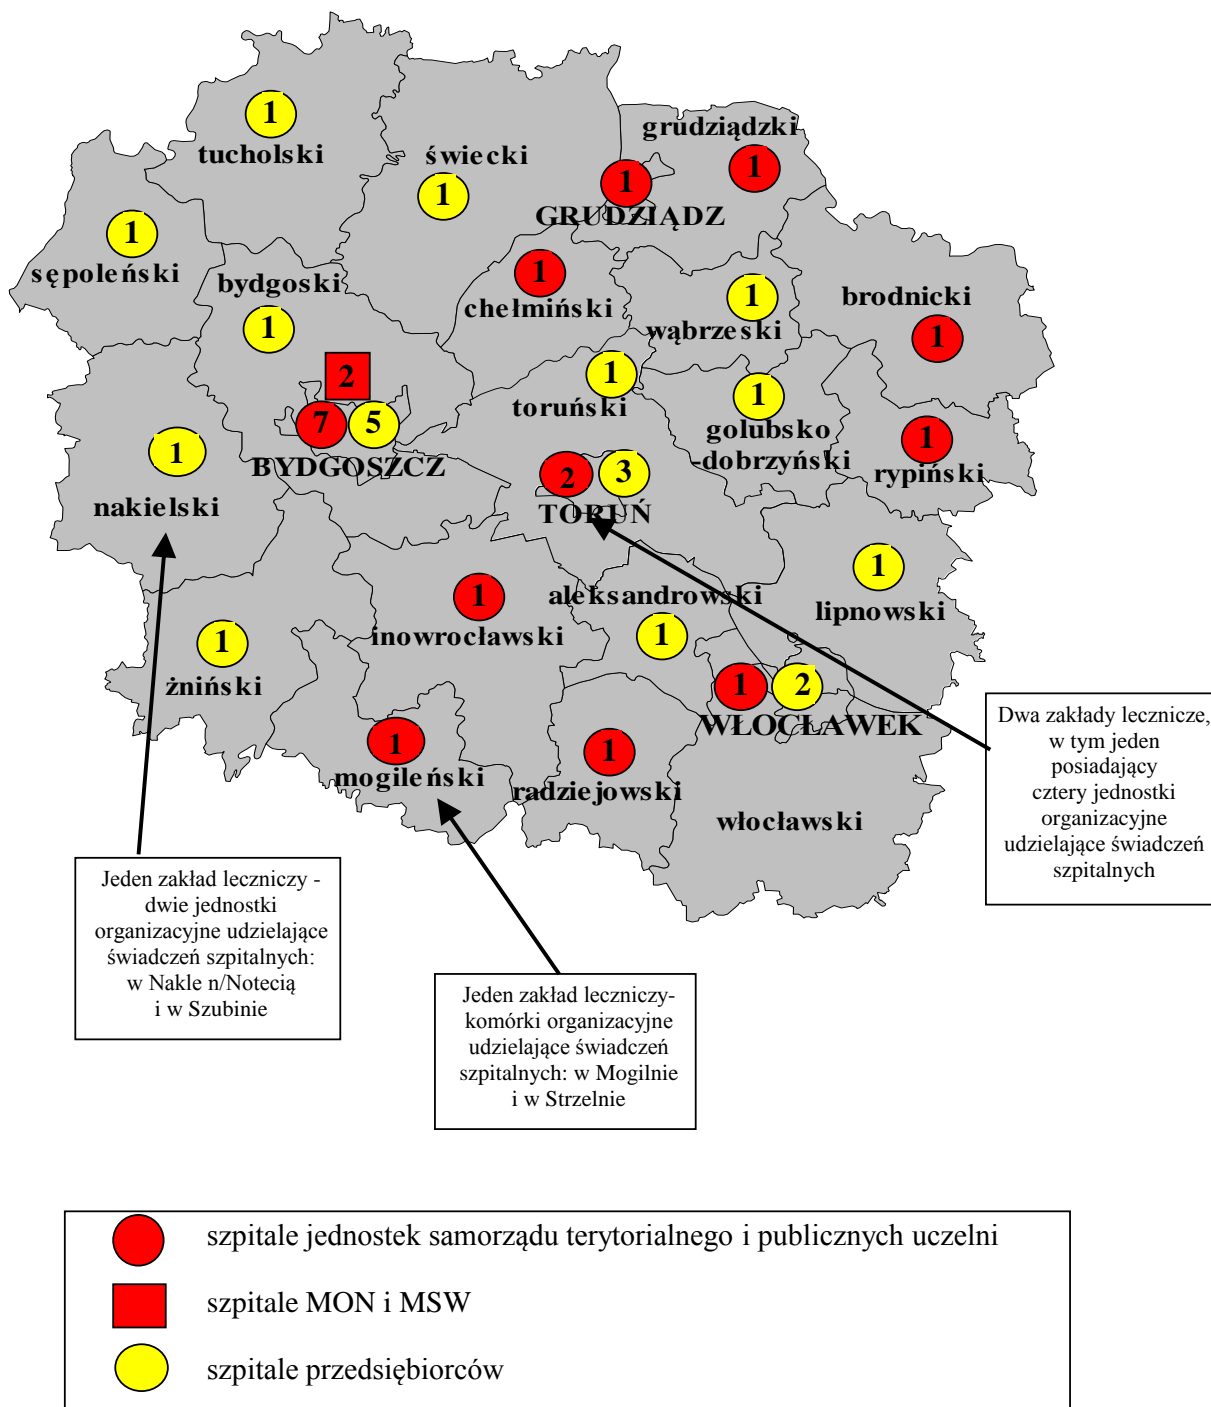 1
tucholski
świecki
1
grudziądzki
1
1
GRUDZIĄDZ
1
sępoleński
bydgoski
1
1
chełmiński
1
wąbrzeski
brodnicki
1
2
7
5
BYDGOSZCZ
1
toruński
1
golubsko
-dobrzyński
1
rypiński
1
nakielski
2
3
TORUŃ
1
inowrocławski
aleksandrowski
1
1
lipnowski
1
żniński
1
2
WŁOCŁAWEK
1
mogileński
1
radziejowski
włocławski
Dwa zakłady lecznicze,
w tym jeden
posiadający
cztery jednostki
organizacyjne
udzielające świadczeń
szpitalnych
Jeden zakład leczniczy -
dwie jednostki
organizacyjne udzielające
świadczeń szpitalnych:
w Nakle n/Notecią
i w Szubinie
Jeden zakład leczniczy-
komórki organizacyjne
udzielające świadczeń
szpitalnych: w Mogilnie
i w Strzelnie
szpitale jednostek samorządu terytorialnego i publicznych uczelni
szpitale MON i MSW
szpitale przedsiębiorców